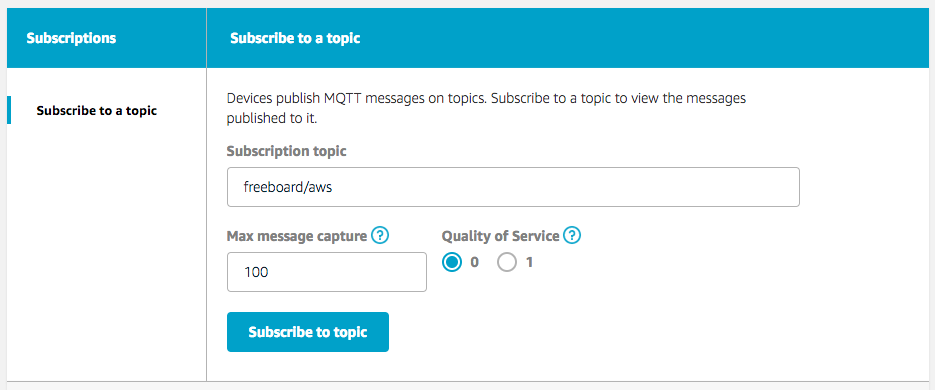 Subscriptions
Subscribe to a topic
Subscribe to a topic
Devices publish MQTT messages on topics. Subscribe to a topic to view the messages
published to it.
Subscription topic
freeboard/aws
Max message capture ? Quality of Service ?
0 1
100
Subscribe to topic